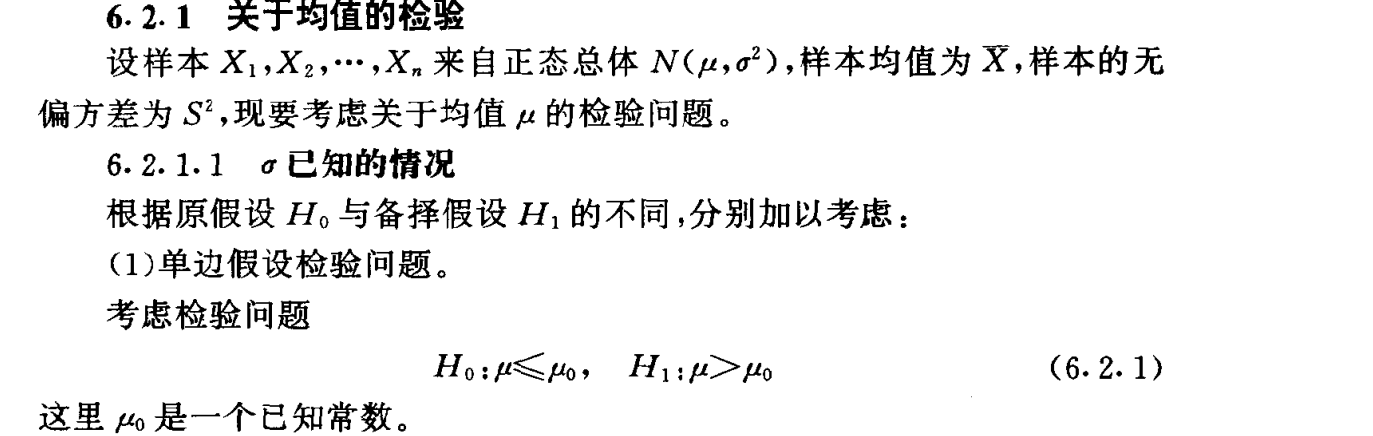 6.2.1 关于均值的检验
设样本 X₁,X₂,⋯,Xₙ 来自正态总体 N(μ,σ²),样本均值为 X̅,样本的无
偏方差为 S²,现要考虑关于均值 μ 的检验问题。
6.2.1.1 σ 已知的情况
根据原假设 H₀ 与备择假设 H₁ 的不同,分别加以考虑:
(1)单边假设检验问题。
考虑检验问题
H₀:μ≤μ₀, H₁:μ>μ₀ (6.2.1)
这里 μ₀ 是一个已知常数。